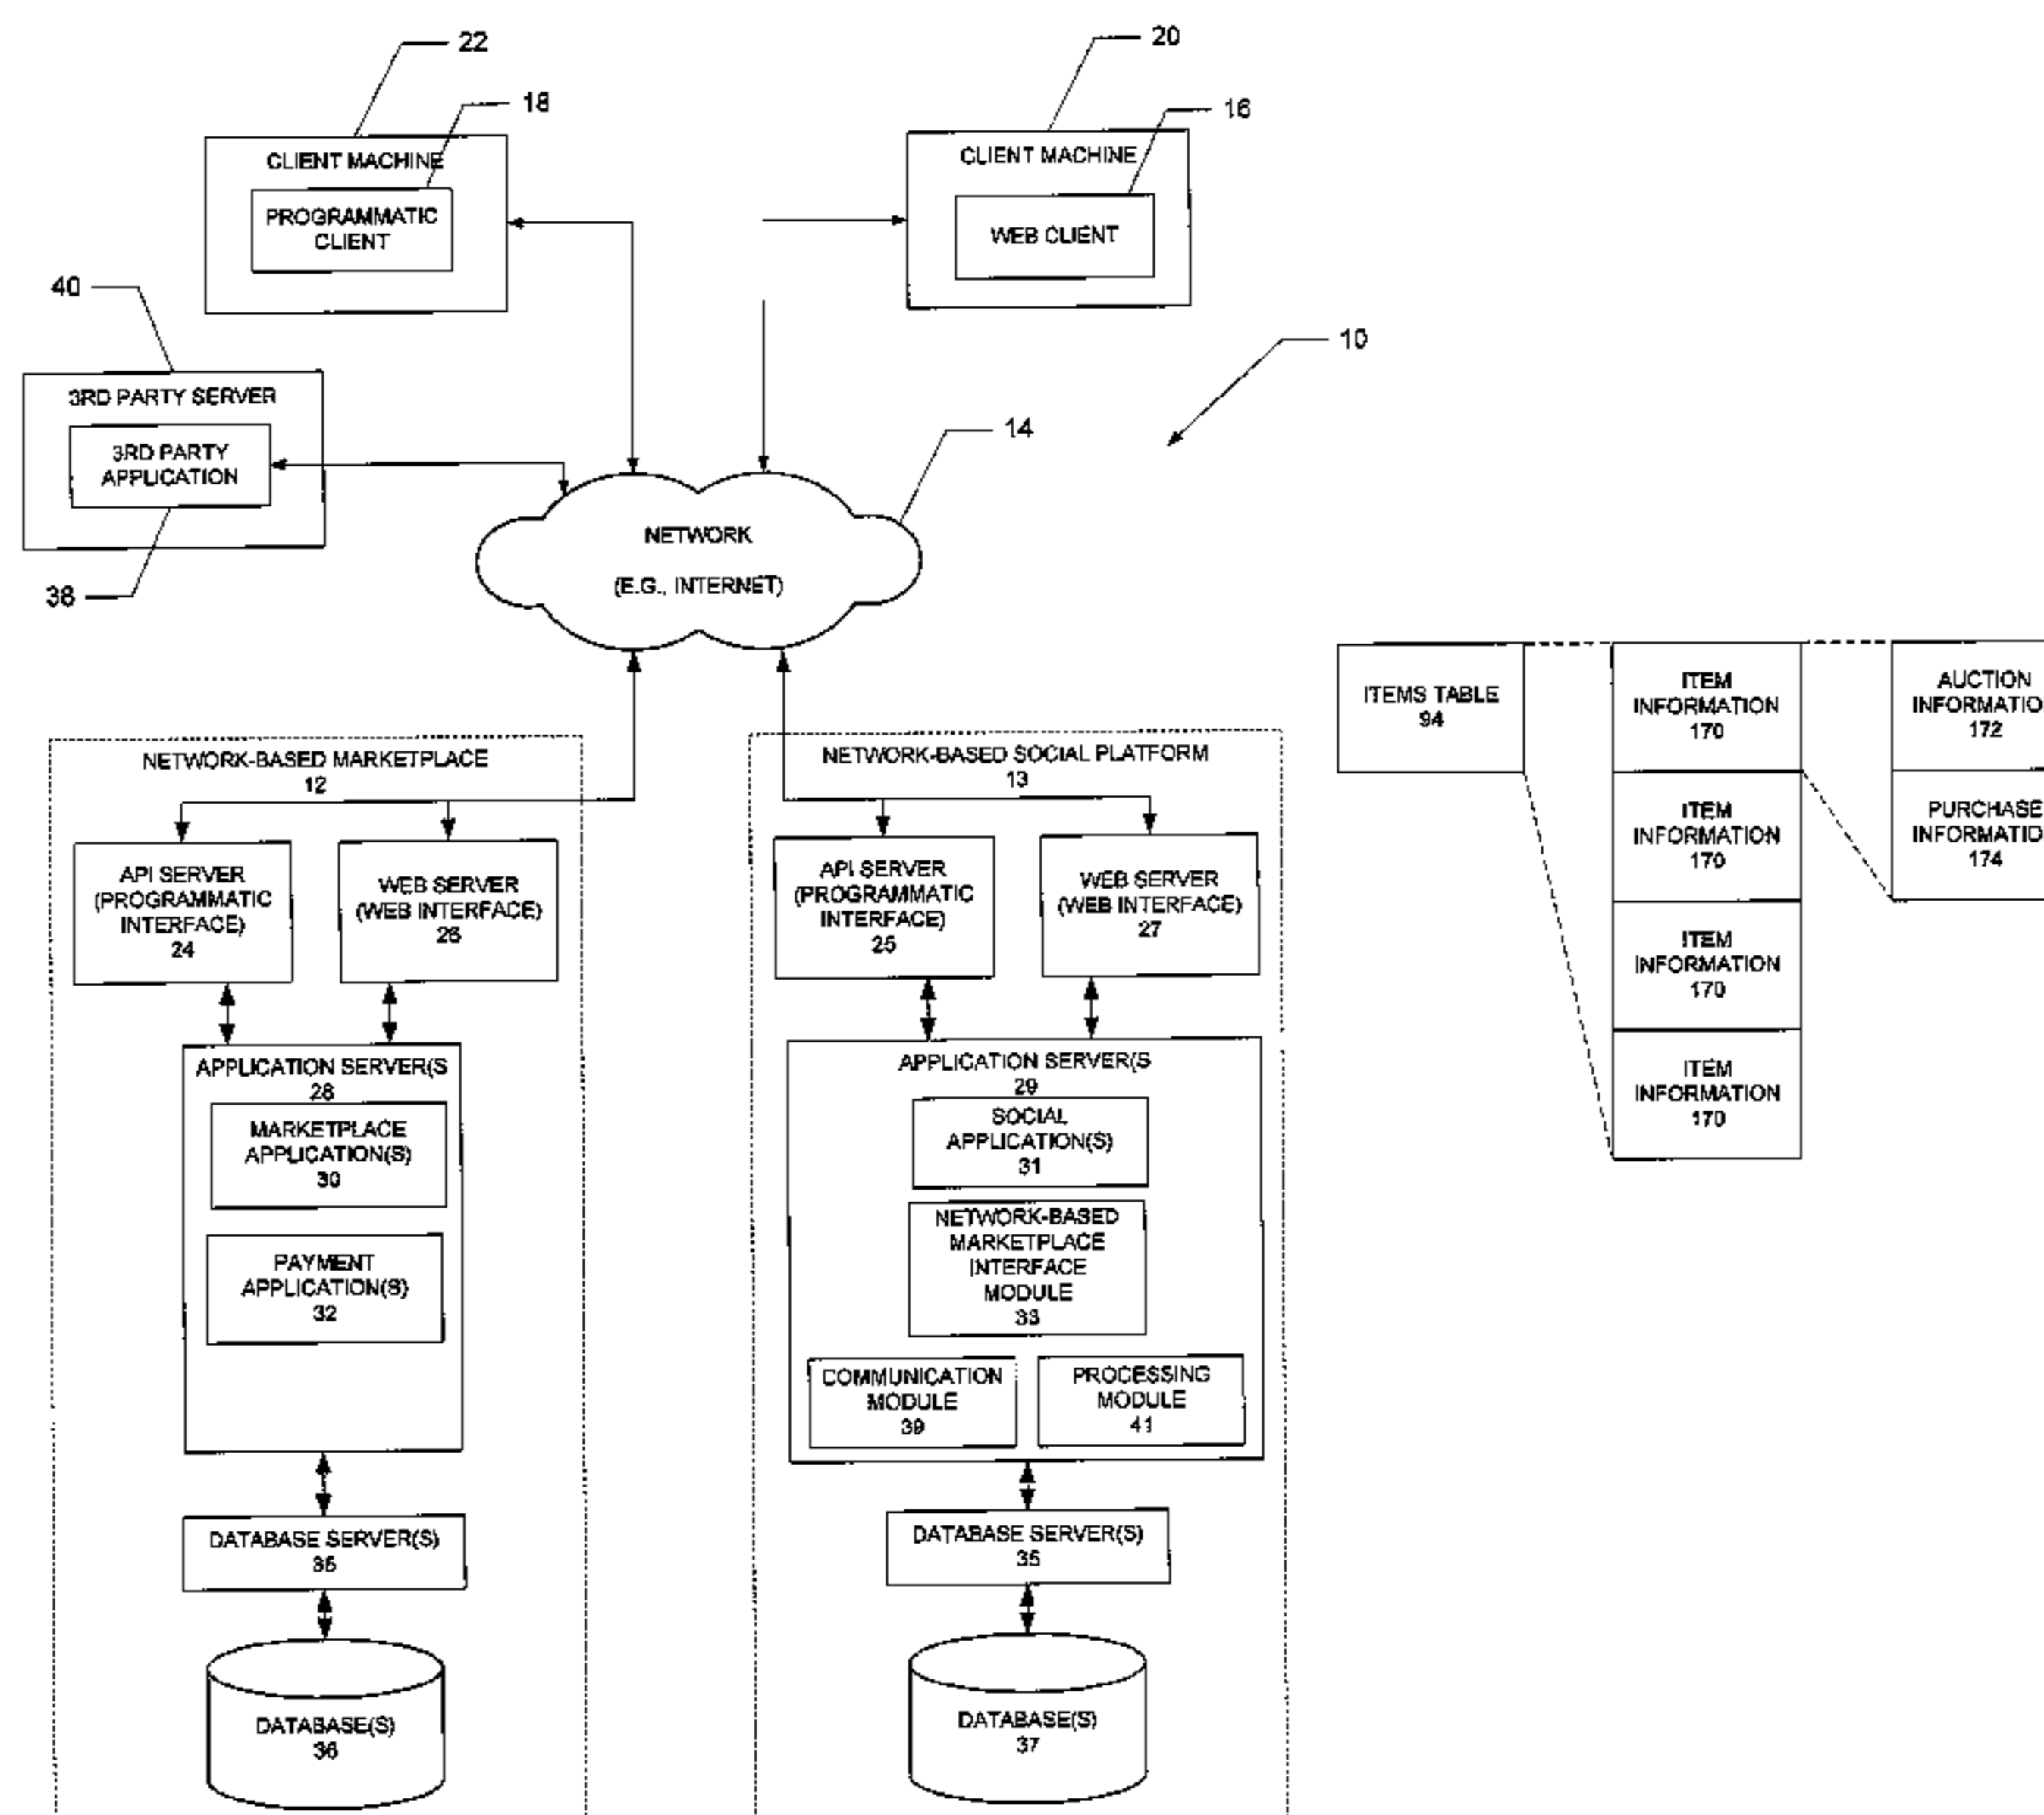 22
20
18
16
CLIENT MACHINE
PROGRAMMATIC
CLIENT
CLIENT MACHINE
WEB CLIENT
40
10
3RD PARTY SERVER
3RD PARTY
APPLICATION
38
14
NETWORK
(E.G., INTERNET)
NETWORK-BASED MARKETPLACE
12
API SERVER
(PROGRAMMATIC
INTERFACE)
24
WEB SERVER
(WEB INTERFACE)
26
APPLICATION SERVER(S
28
MARKETPLACE
APPLICATION(S)
30
PAYMENT
APPLICATION(S)
32
DATABASE SERVER(S)
35
DATABASE(S)
36
NETWORK-BASED SOCIAL PLATFORM
13
API SERVER
(PROGRAMMATIC
INTERFACE)
25
WEB SERVER
(WEB INTERFACE)
27
APPLICATION SERVER(S
29
SOCIAL
APPLICATION(S)
31
NETWORK-BASED
MARKETPLACE
INTERFACE
MODULE
33
COMMUNICATION
MODULE
39
PROCESSING
MODULE
41
DATABASE SERVER(S)
35
DATABASE(S)
37
ITEMS TABLE
94
ITEM
INFORMATION
170
ITEM
INFORMATION
170
ITEM
INFORMATION
170
ITEM
INFORMATION
170
AUCTION
INFORMATIO
172
PURCHASE
INFORMATIO
174